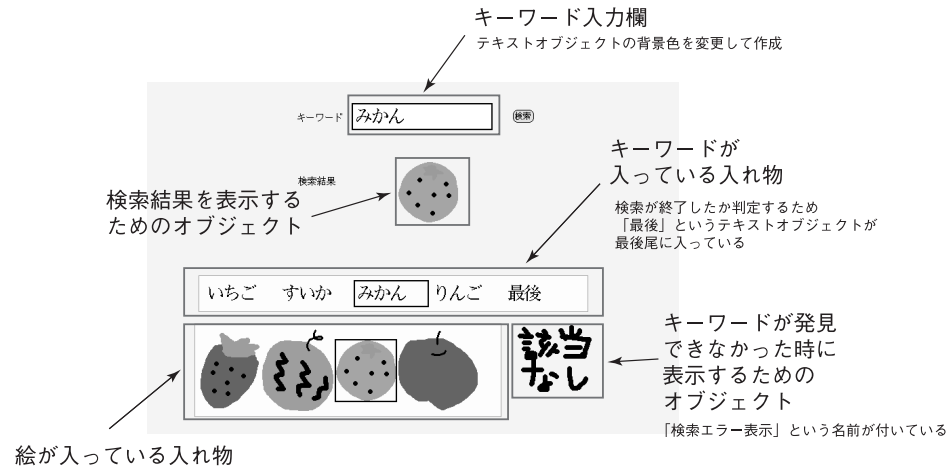 キーワード入力欄
テキストオブジェクトの背景色を変更して作成
キーワード
みかん
検索
検索結果
検索結果を表示する
ためのオブジェクト
キーワードが
入っている入れ物
検索が終了したか判定するため
「最後」というテキストオブジェクトが
最後尾に入っている
いちご すいか みかん りんご 最後
該当
なし
キーワードが発見
できなかった時に
表示するための
オブジェクト
「検索エラー表示」という名前が付いている
絵が入っている入れ物